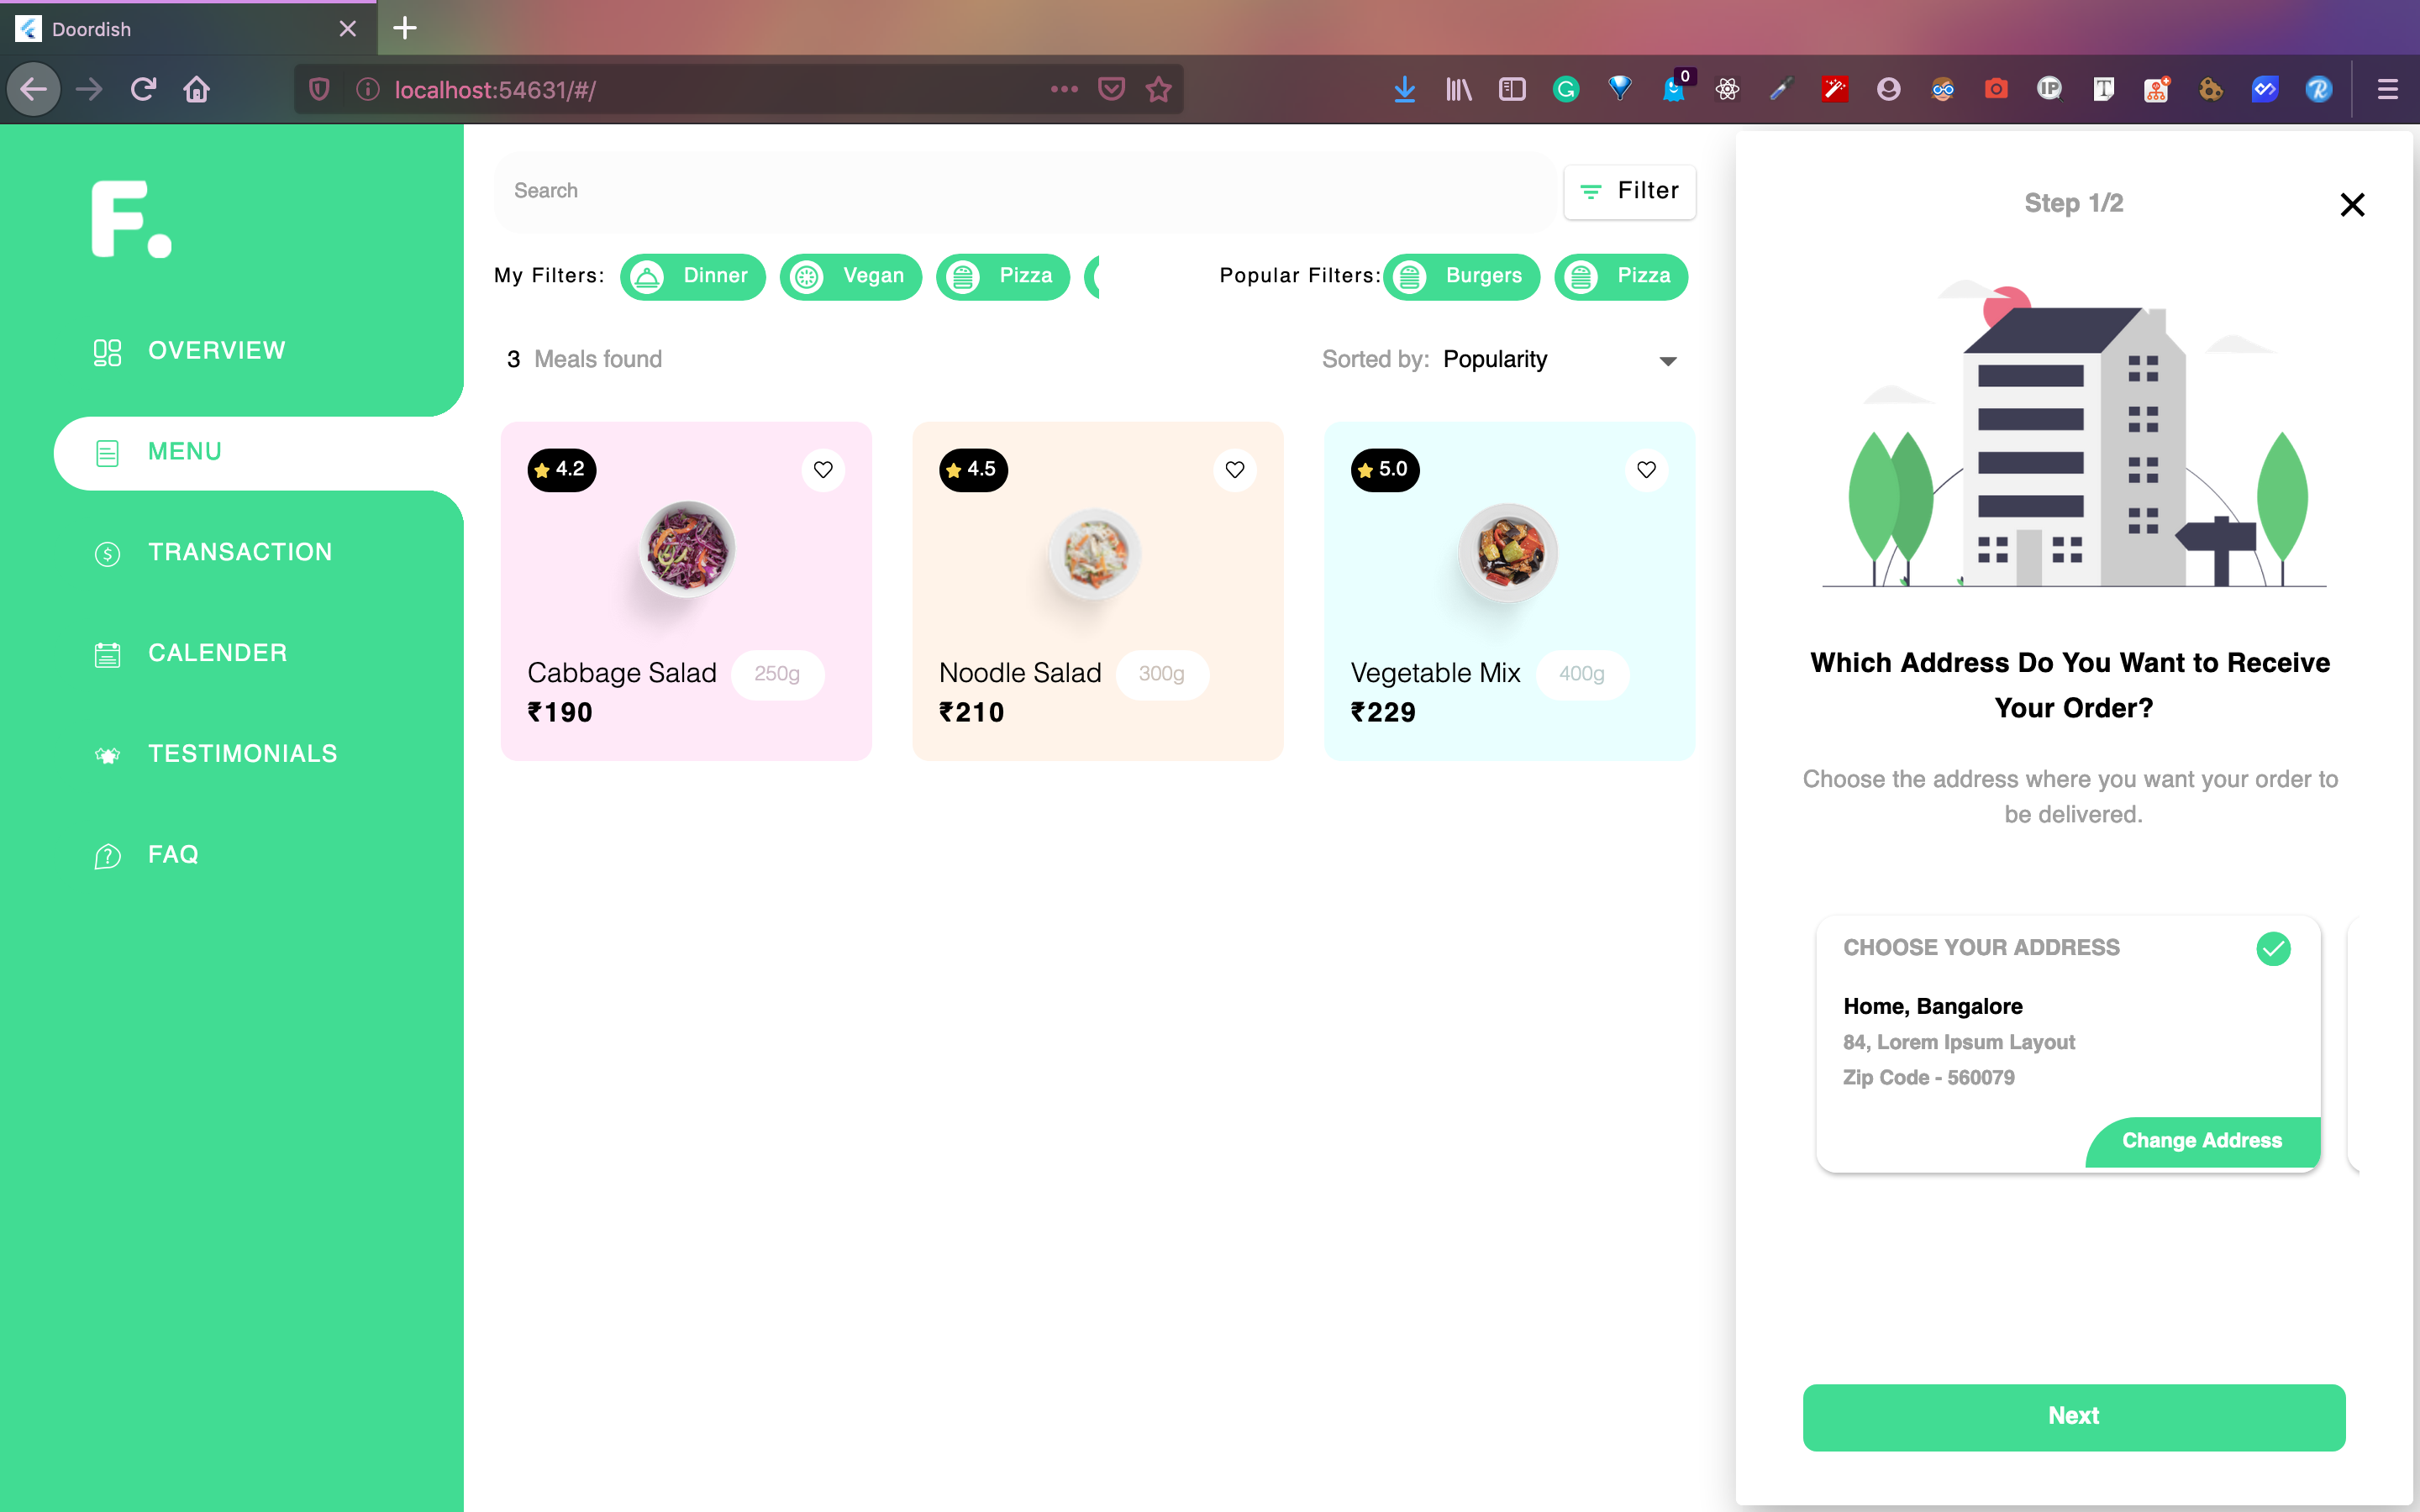 Doordish
localhost:54631/#/
0
F.
OVERVIEW
MENU
TRANSACTION
CALENDER
TESTIMONIALS
FAQ
Search
Filter
My Filters: Dinner Vegan Pizza
Popular Filters: Burgers Pizza
3 Meals found
Sorted by: Popularity
4.2
Cabbage Salad 250g
₹190
4.5
Noodle Salad 300g
₹210
5.0
Vegetable Mix 400g
₹229
Step 1/2
Which Address Do You Want to Receive
Your Order?
Choose the address where you want your order to
be delivered.
CHOOSE YOUR ADDRESS
Home, Bangalore
84, Lorem Ipsum Layout
Zip Code - 560079
Change Address
Next